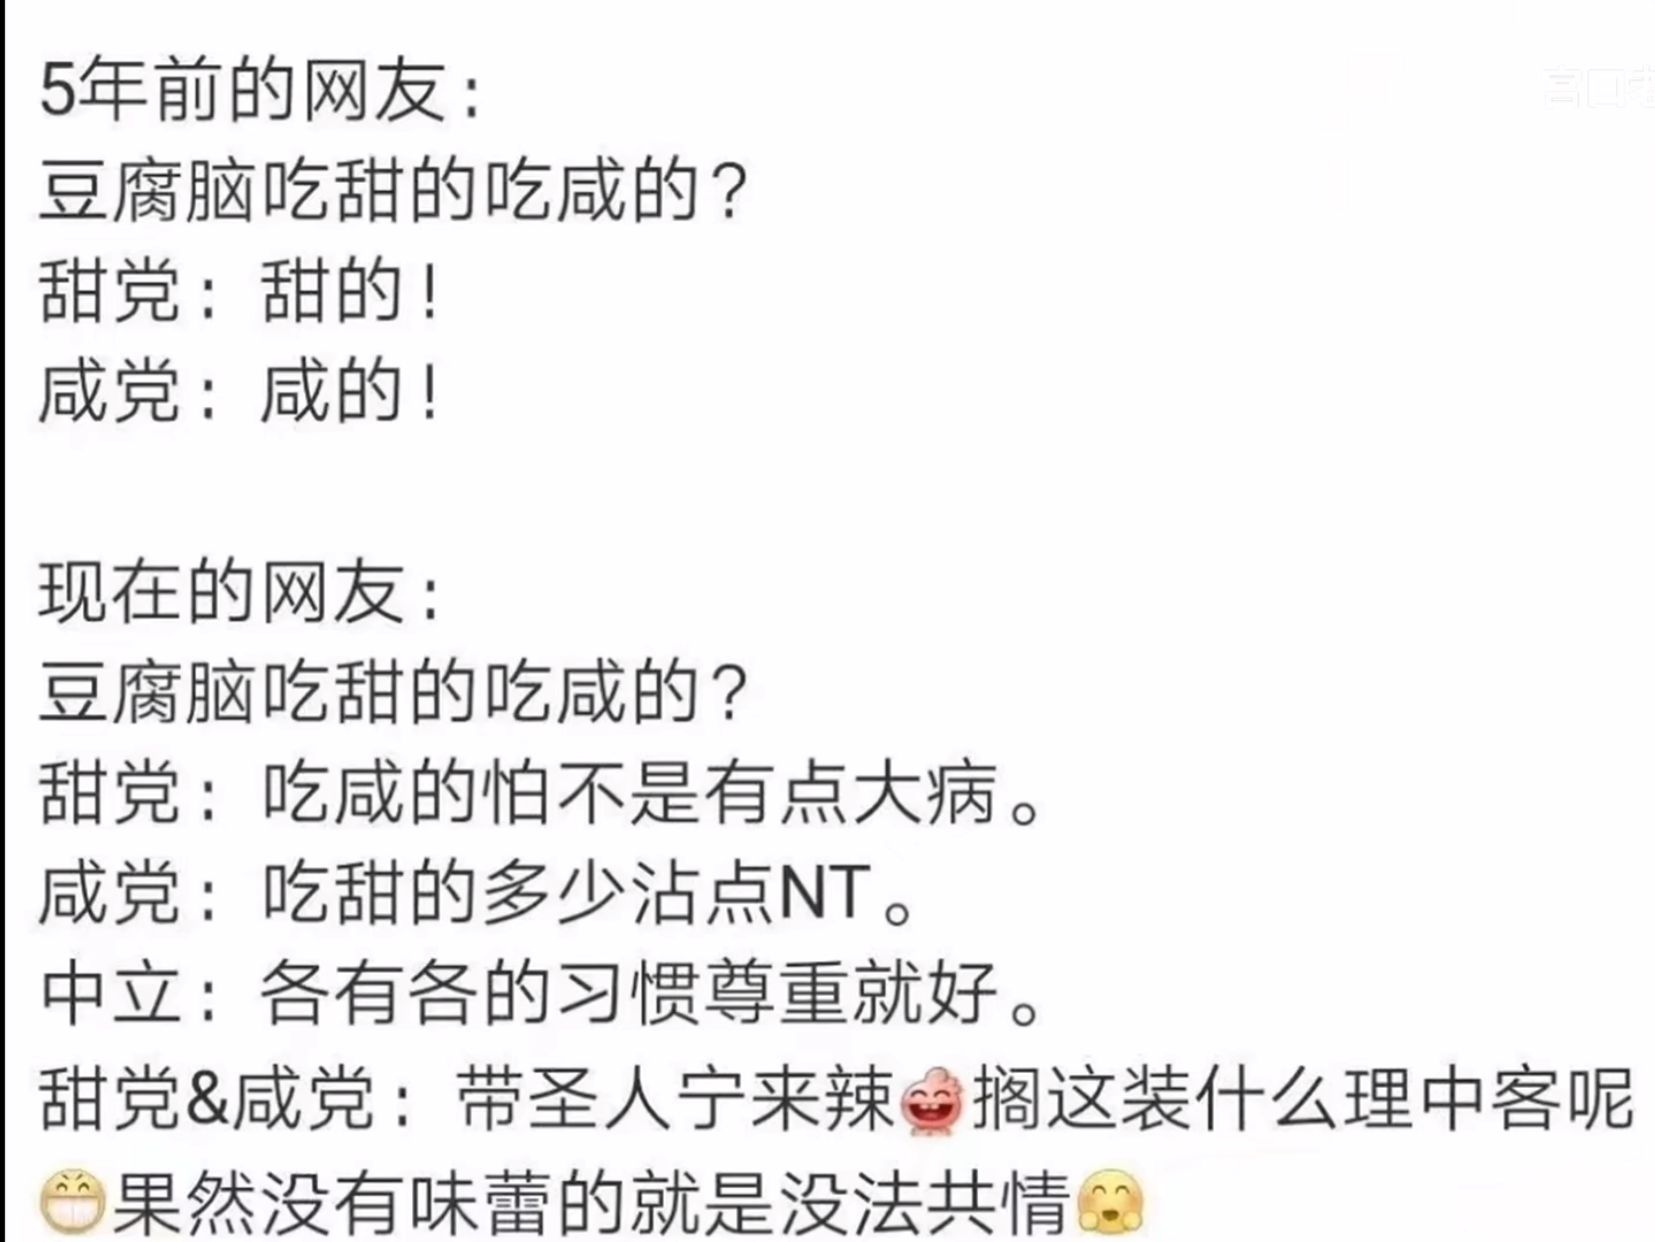 5年前的网友：
豆腐脑吃甜的吃咸的？
甜党：甜的！
咸党：咸的！
现在的网友：
豆腐脑吃甜的吃咸的？
甜党：吃咸的怕不是有点大病。
咸党：吃甜的多少沾点NT。
中立：各有各的习惯尊重就好。
甜党&咸党：带圣人宁来辣搁这装什么理中客呢
果然没有味蕾的就是没法共情